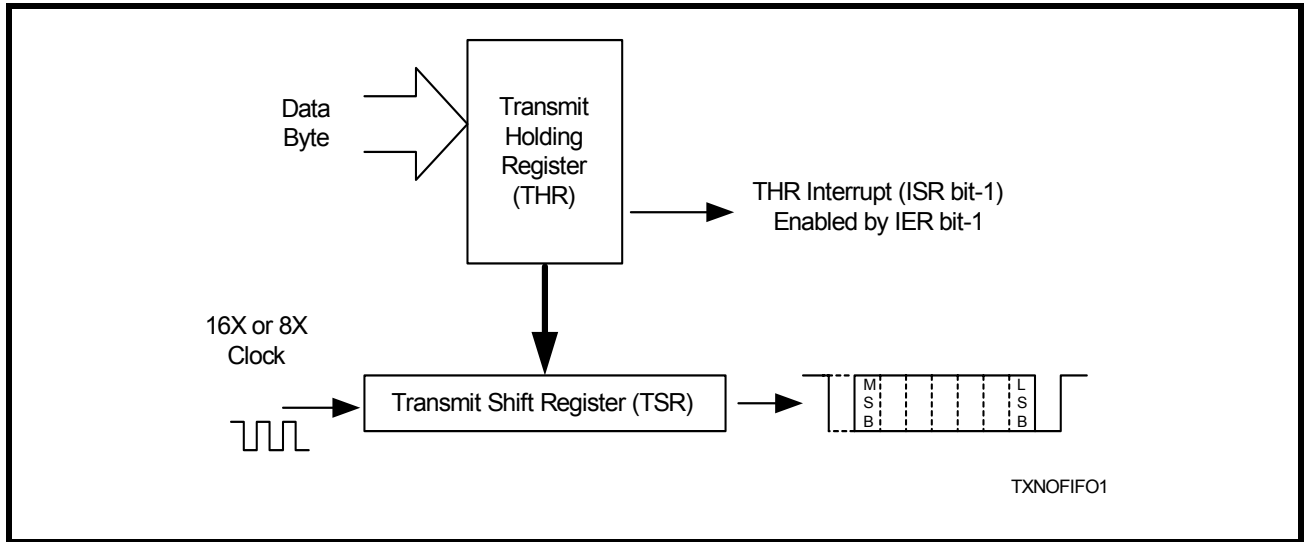 Data
Byte
Transmit
Holding
Register
(THR)
THR Interrupt (ISR bit-1)
Enabled by IER bit-1
16X or 8X
Clock
Transmit Shift Register (TSR)
M
S
B
L
S
B
TXNOFIFO1